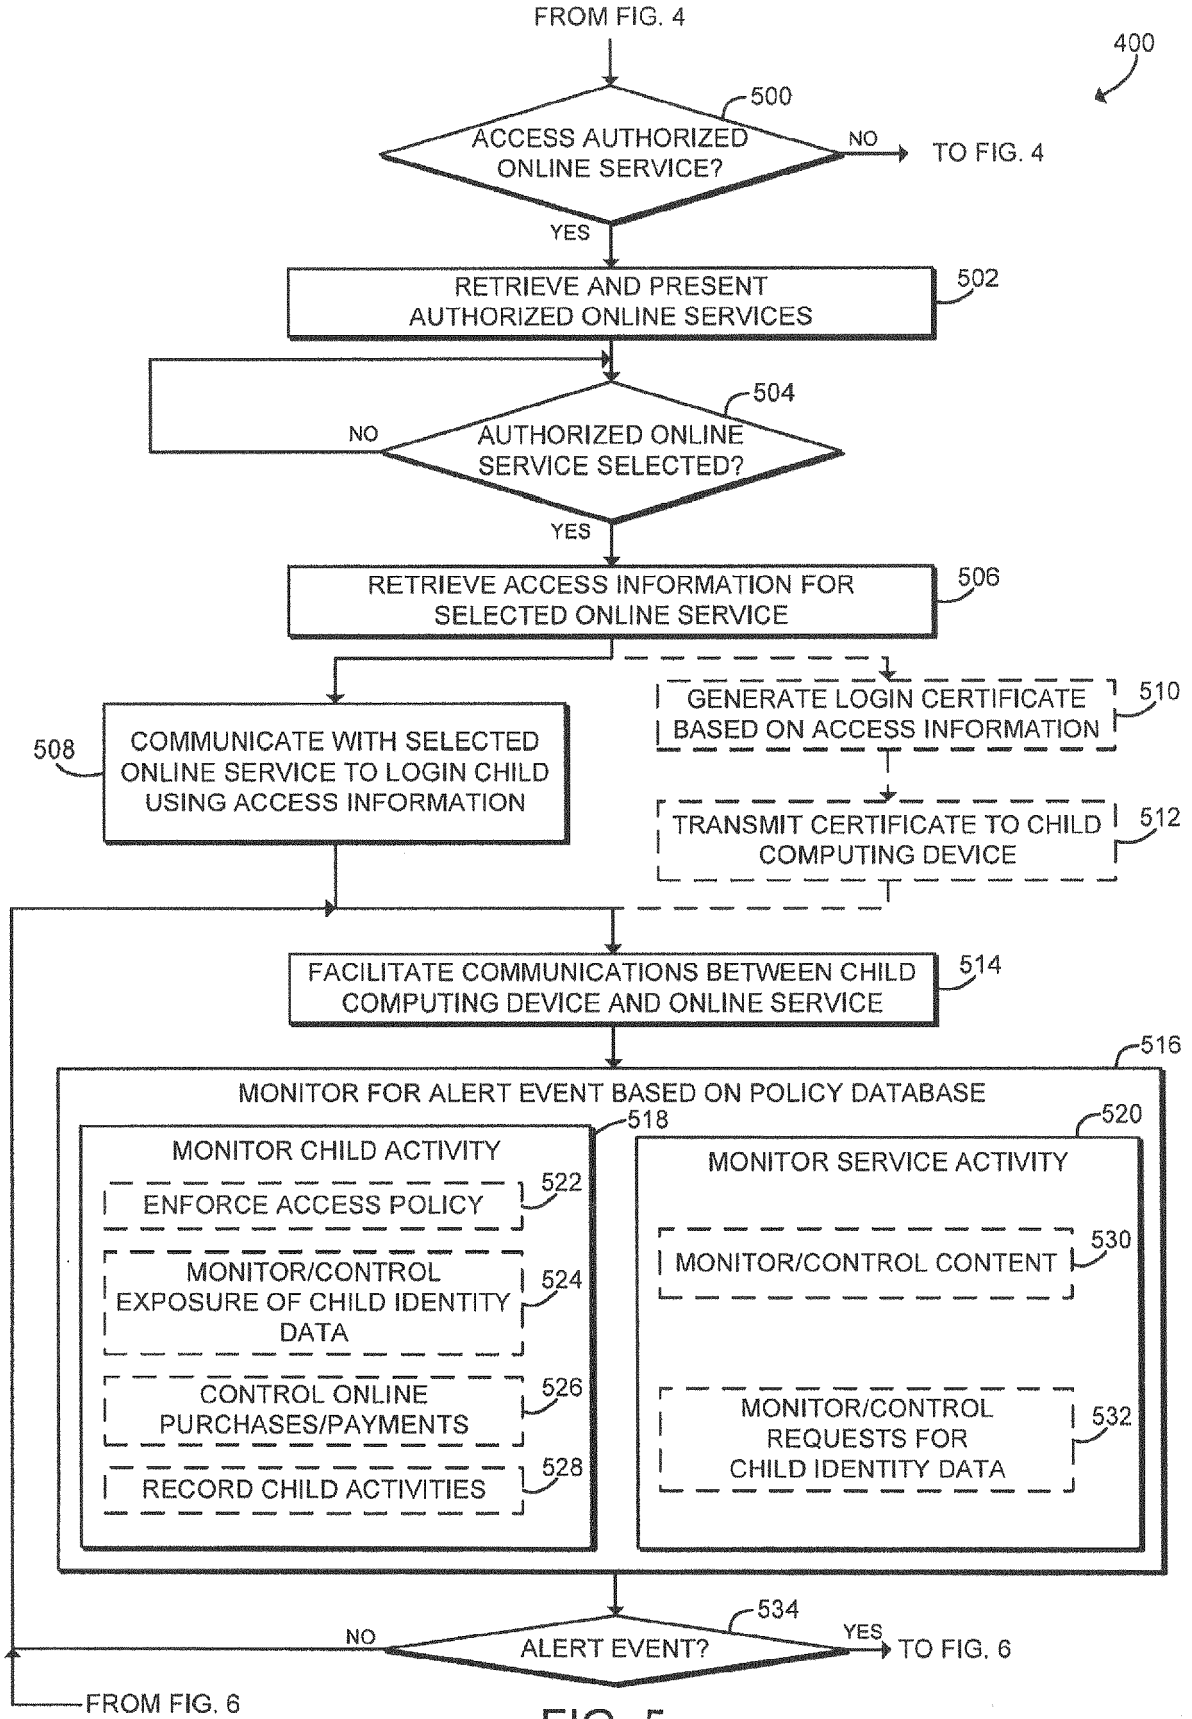 FROM FIG. 4
400
500
ACCESS AUTHORIZED
ONLINE SERVICE?
NO
TO FIG. 4
YES
502
RETRIEVE AND PRESENT
AUTHORIZED ONLINE SERVICES
504
NO
AUTHORIZED ONLINE
SERVICE SELECTED?
YES
506
RETRIEVE ACCESS INFORMATION FOR
SELECTED ONLINE SERVICE
508
COMMUNICATE WITH SELECTED
ONLINE SERVICE TO LOGIN CHILD
USING ACCESS INFORMATION
510
GENERATE LOGIN CERTIFICATE
BASED ON ACCESS INFORMATION
512
TRANSMIT CERTIFICATE TO CHILD
COMPUTING DEVICE
514
FACILITATE COMMUNICATIONS BETWEEN CHILD
COMPUTING DEVICE AND ONLINE SERVICE
516
MONITOR FOR ALERT EVENT BASED ON POLICY DATABASE
518
MONITOR CHILD ACTIVITY
522
ENFORCE ACCESS POLICY
524
MONITOR/CONTROL
EXPOSURE OF CHILD IDENTITY
DATA
526
CONTROL ONLINE
PURCHASES/PAYMENTS
528
RECORD CHILD ACTIVITIES
520
MONITOR SERVICE ACTIVITY
530
MONITOR/CONTROL CONTENT
532
MONITOR/CONTROL
REQUESTS FOR
CHILD IDENTITY DATA
534
NO
ALERT EVENT?
YES
TO FIG. 6
FROM FIG. 6
FIG. 5